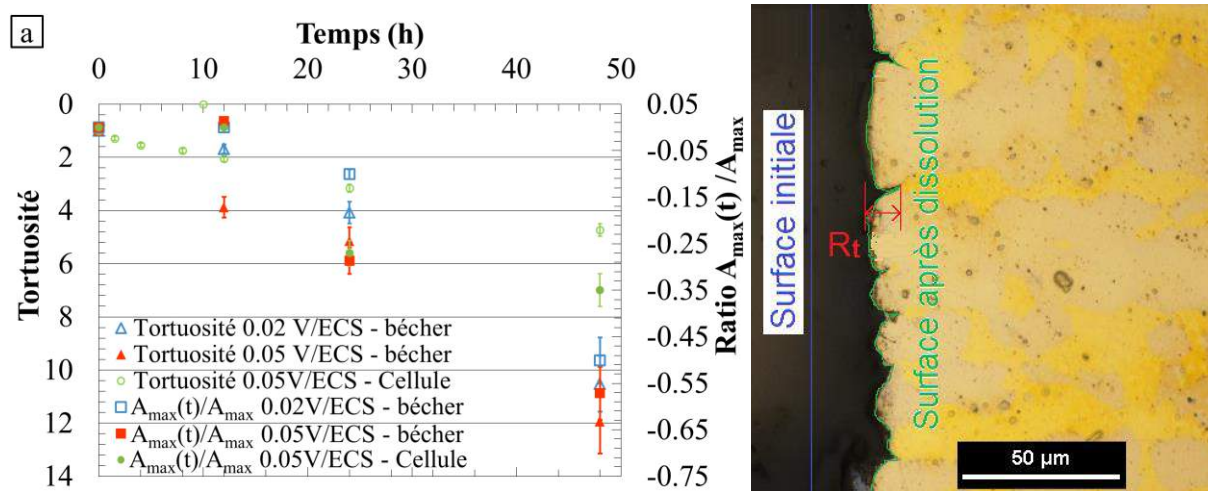 a
Temps (h)
0 10 20 30 40 50
Tortuosité
0
2
4
6
8
10
12
14
0.05
-0.05
-0.15
-0.25
-0.35
-0.45
-0.55
-0.65
-0.75
Ratio Amax(t) /Amax
Tortuosité 0.02 V/ECS - bécher
Tortuosité 0.05 V/ECS - bécher
Tortuosité 0.05V/ECS - Cellule
Amax(t)/Amax 0.02V/ECS - bécher
Amax(t)/Amax 0.05V/ECS - bécher
Amax(t)/Amax 0.05V/ECS - Cellule
Surface initiale
Rt
Surface après dissolution
50 µm